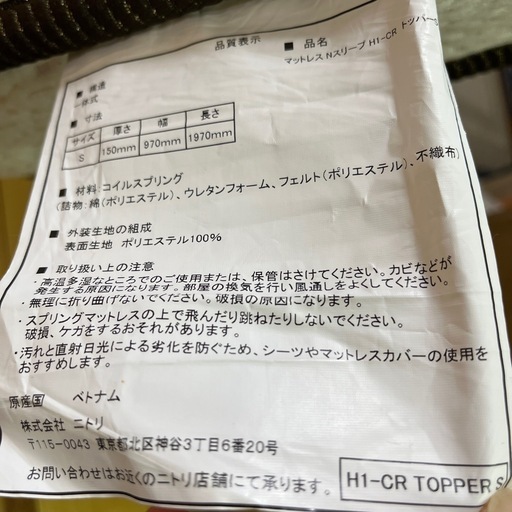 品質表示
■ 品名
マットレス Nスリープ H1-CR トッパー
■ 構造
一体式
■ 寸法
サイズ 厚さ 幅 長さ
S 150mm 970mm 1970mm
■ 材料：コイルスプリング
(詰物：綿(ポリエステル)、ウレタンフォーム、フェルト(ポリエステル)、不織布)
■ 外装生地の組成
表面生地 ポリエステル100%
■ 取り扱い上の注意
・高温多湿なところでのご使用または、保管はさけてください。カビなどが
発生する原因になります。部屋の換気を行い風通しをよくしてください。
・無理に折り曲げないでください。破損の原因になります。
・スプリングマットレスの上で飛んだり跳ねたりしないでください。
破損、ケガをするおそれがあります。
・汚れと直射日光による劣化を防ぐため、シーツやマットレスカバーの使用を
おすすめします。
原産国 ベトナム
株式会社 ニトリ
〒115-0043 東京都北区神谷3丁目6番20号
お問い合わせはお近くのニトリ店舗にて承ります。
H1-CR TOPPER S